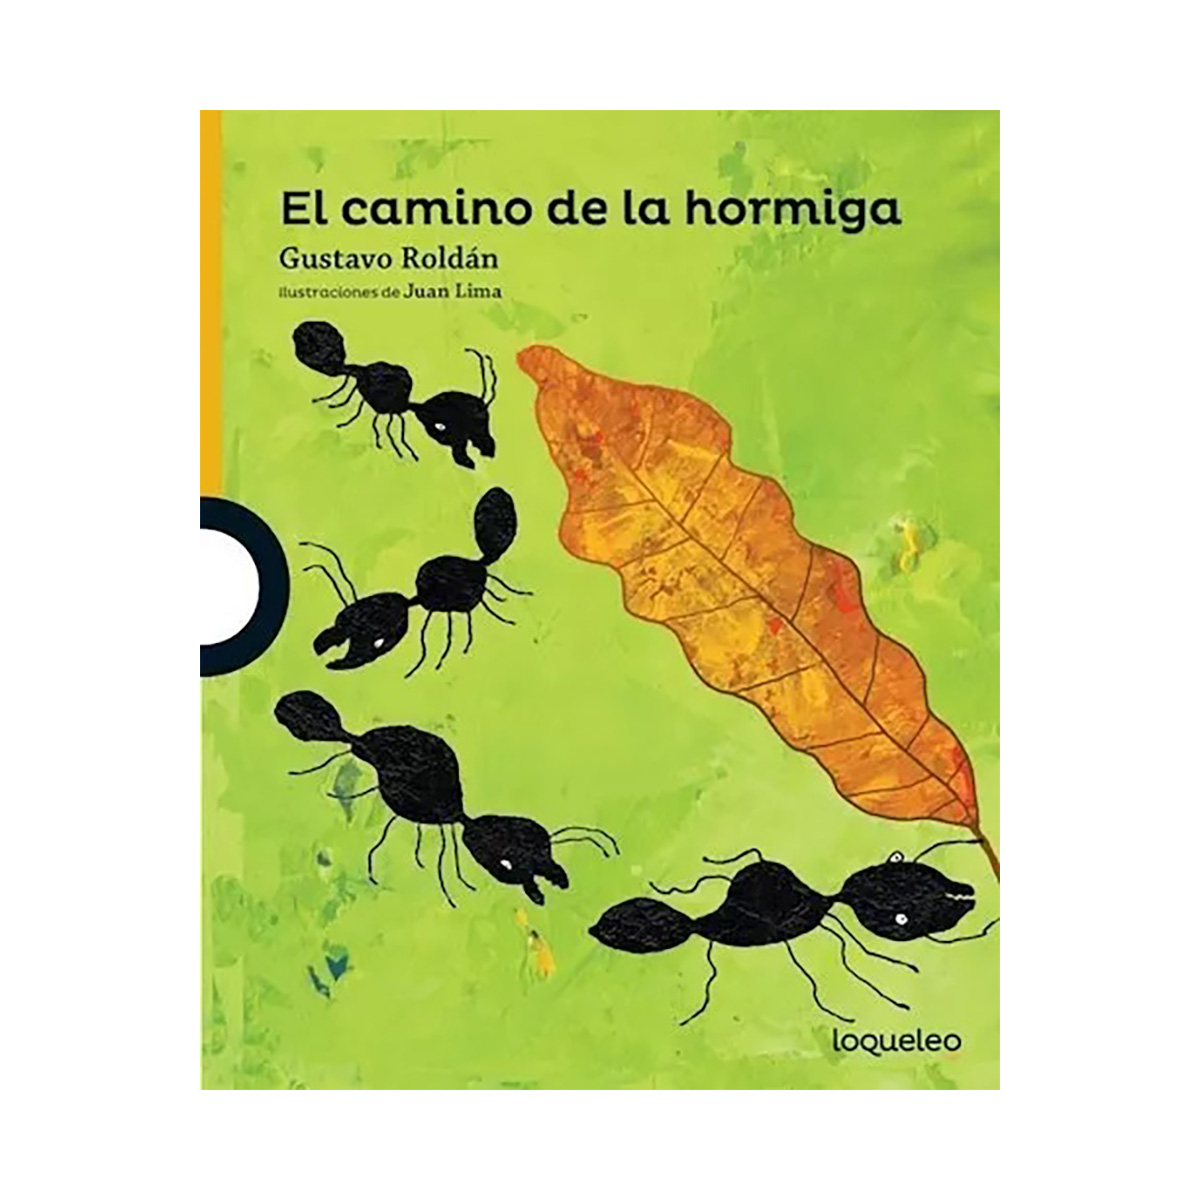 El camino de la hormiga
Gustavo Roldán
Ilustraciones de Juan Lima
loqueleo